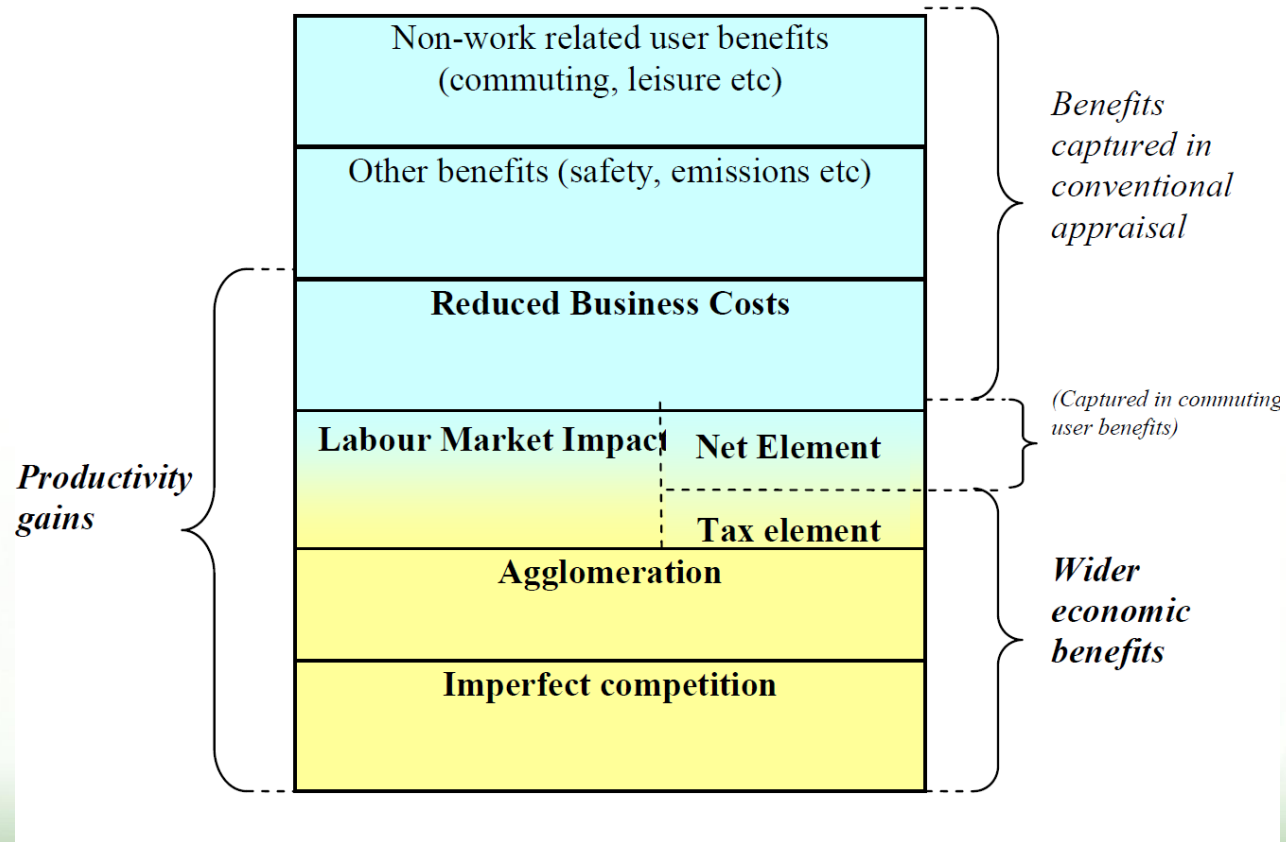 Non-work related user benefits
(commuting, leisure etc)
Other benefits (safety, emissions etc)
Reduced Business Costs
Labour Market Impact
Net Element
Tax element
Agglomeration
Imperfect competition
Productivity
gains
Benefits
captured in
conventional
appraisal
(Captured in commuting
user benefits)
Wider
economic
benefits